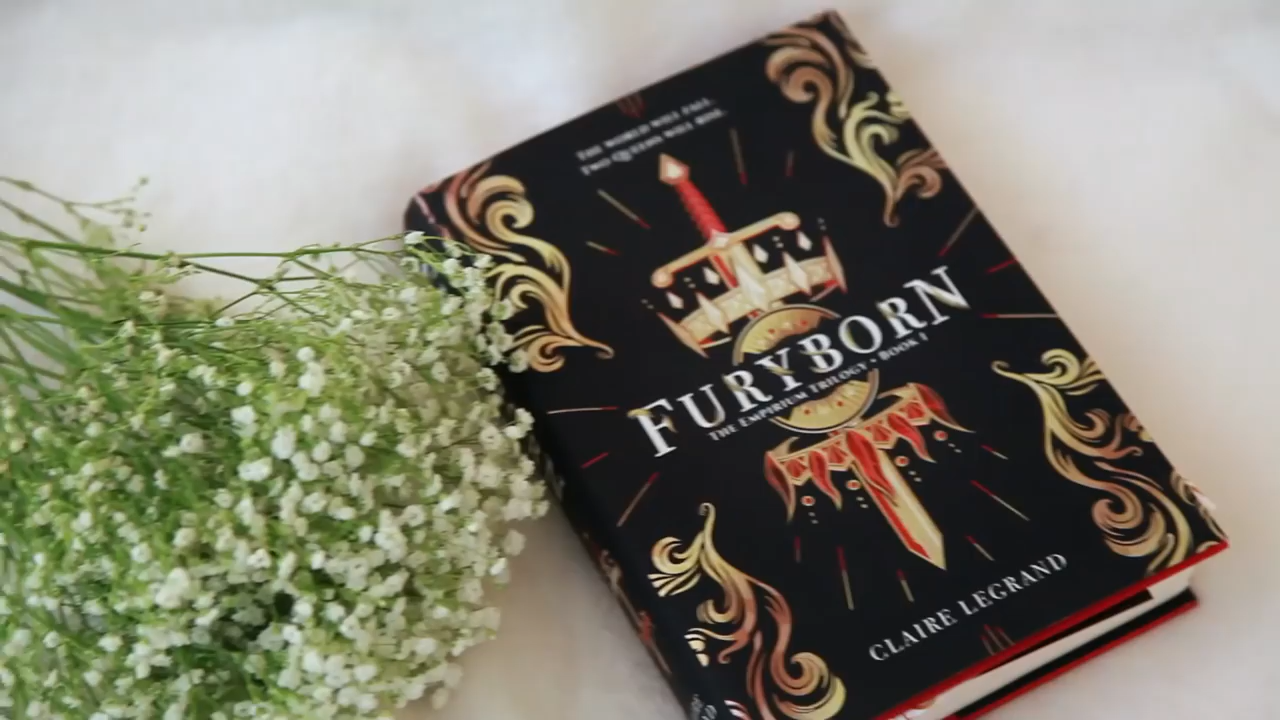 THE WORLD WILL FALL.
TWO QUEENS WILL RISE.
FURYBORN
THE EMPIRIUM TRILOGY • BOOK 1
CLAIRE LEGRAND